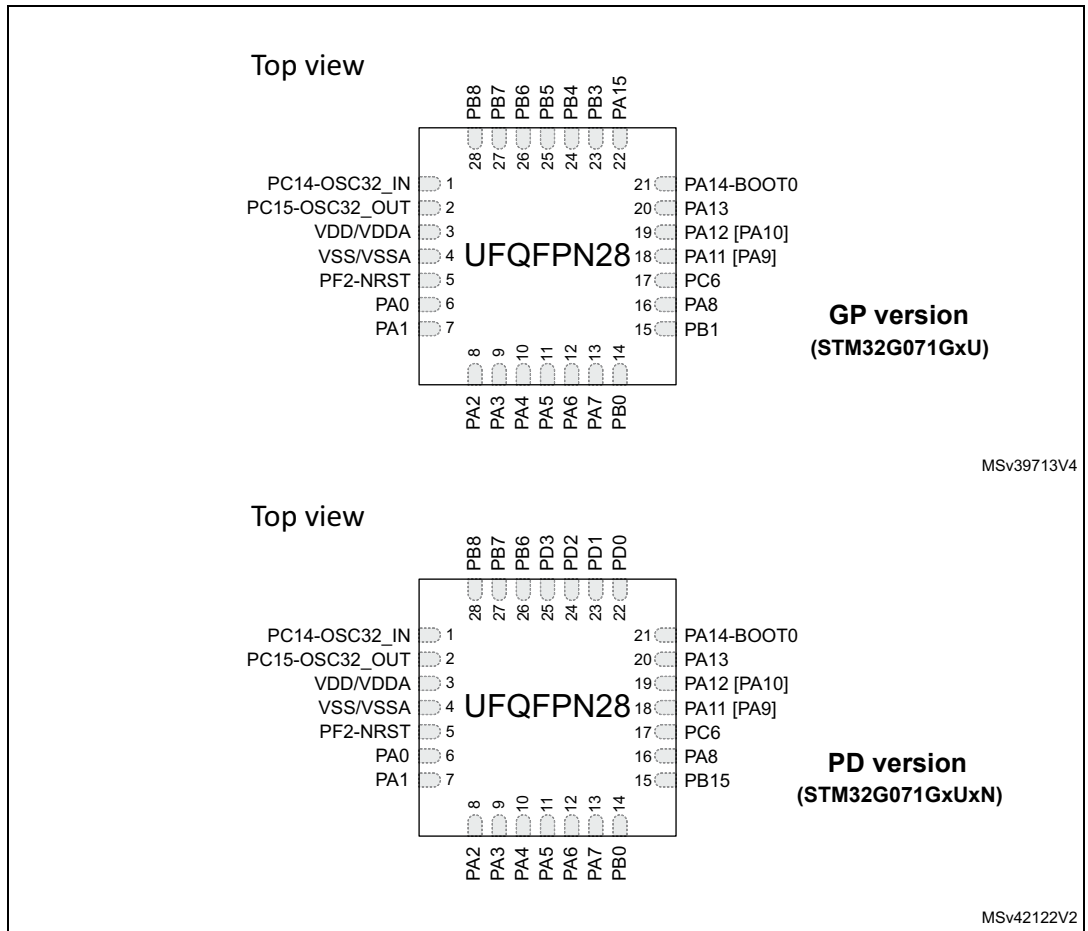 Top view
PB8
PB7
PB6
PB5
PB4
PB3
PA15
28
27
26
25
24
23
22
PC14-OSC32_IN 1
PC15-OSC32_OUT 2
VDD/VDDA 3
VSS/VSSA 4
PF2-NRST 5
PA0 6
PA1 7
UFQFPN28
21 PA14-BOOT0
20 PA13
19 PA12 [PA10]
18 PA11 [PA9]
17 PC6
16 PA8
15 PB1
8
9
10
11
12
13
14
PA2
PA3
PA4
PA5
PA6
PA7
PB0
GP version
(STM32G071GxU)
MSv39713V4
Top view
PB8
PB7
PB6
PD3
PD2
PD1
PD0
28
27
26
25
24
23
22
PC14-OSC32_IN 1
PC15-OSC32_OUT 2
VDD/VDDA 3
VSS/VSSA 4
PF2-NRST 5
PA0 6
PA1 7
UFQFPN28
21 PA14-BOOT0
20 PA13
19 PA12 [PA10]
18 PA11 [PA9]
17 PC6
16 PA8
15 PB15
8
9
10
11
12
13
14
PA2
PA3
PA4
PA5
PA6
PA7
PB0
PD version
(STM32G071GxUxN)
MSv42122V2